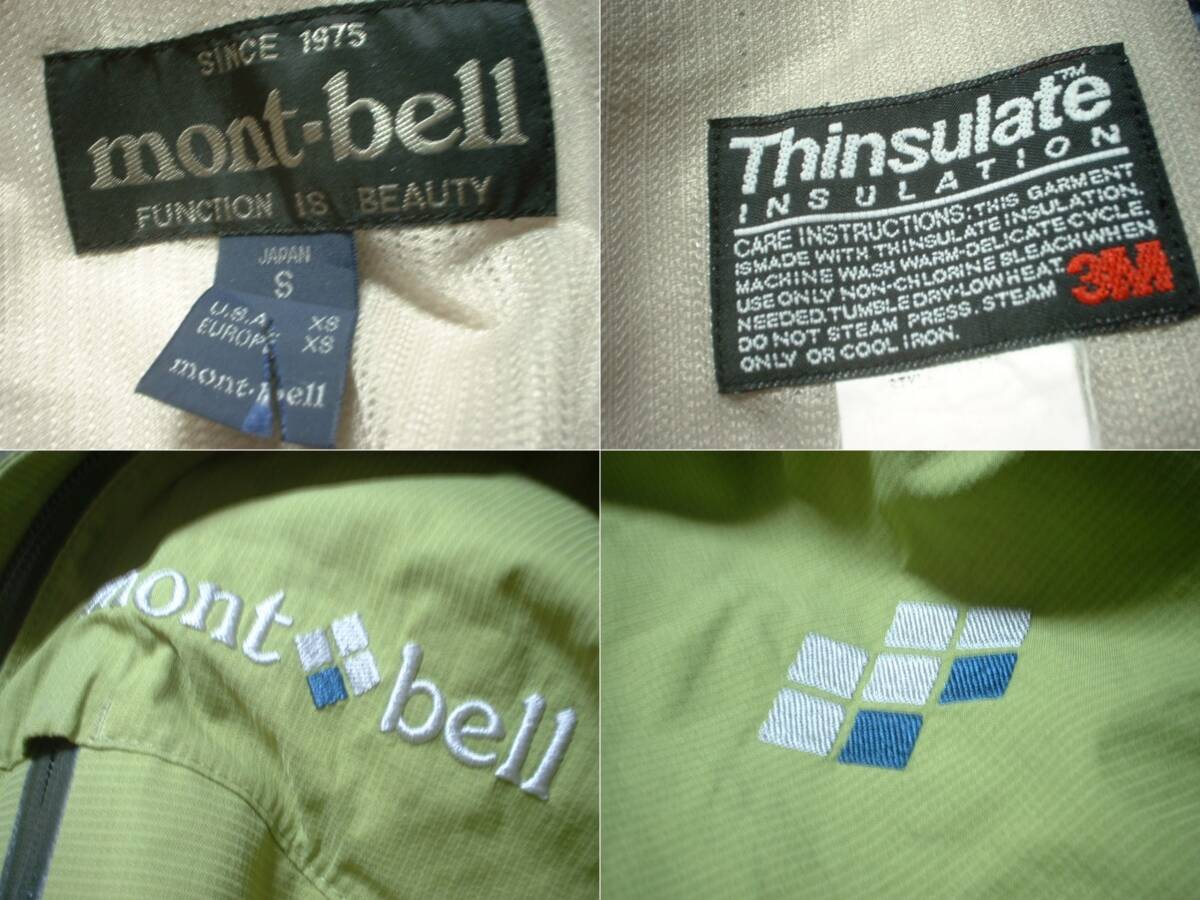 SINCE 1975
mont·bell
FUNCTION IS BEAUTY
JAPAN
S
U.S.A. XS
EUROPE XS
mont·bell
Thinsulate™
INSULATION
CARE INSTRUCTIONS: THIS GARMENT
IS MADE WITH THINSULATE INSULATION.
MACHINE WASH WARM-DELICATE CYCLE.
USE ONLY NON-CHLORINE BLEACH WHEN
NEEDED. TUMBLE DRY-LOW HEAT.
DO NOT STEAM PRESS. STEAM
ONLY OR COOL IRON.
3M
mont bell